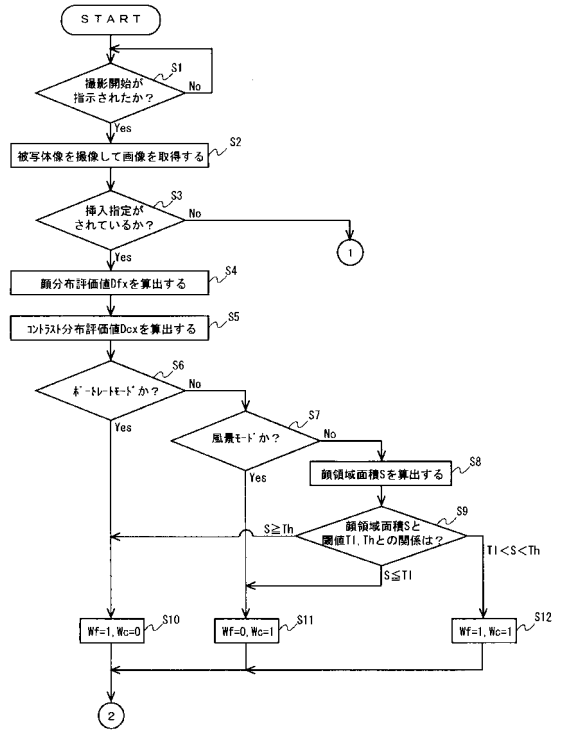 START
S1
撮影開始が
指示されたか?
No
Yes
S2
被写体像を撮像して画像を取得する
S3
挿入指定が
されているか?
No
1
Yes
S4
顔分布評価値Dfxを算出する
S5
コントラスト分布評価値Dcxを算出する
S6
ポートレートモードか?
No
Yes
S7
風景モードか?
No
Yes
S8
顔領域面積Sを算出する
S9
顔領域面積Sと
閾値Tl,Thとの関係は?
S≧Th
Tl<S<Th
S≦Tl
S10
Wf=1,Wc=0
S11
Wf=0,Wc=1
S12
Wf=1,Wc=1
2